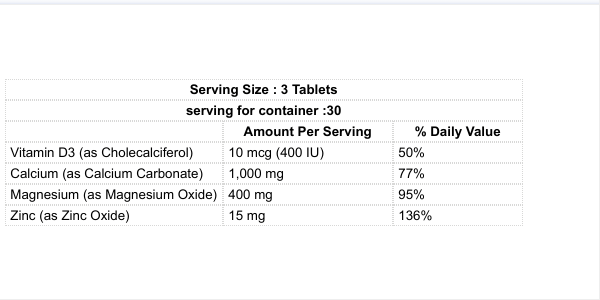 Serving Size : 3 Tablets
serving for container :30
Amount Per Serving % Daily Value
Vitamin D3 (as Cholecalciferol) 10 mcg (400 IU) 50%
Calcium (as Calcium Carbonate) 1,000 mg 77%
Magnesium (as Magnesium Oxide) 400 mg 95%
Zinc (as Zinc Oxide) 15 mg 136%